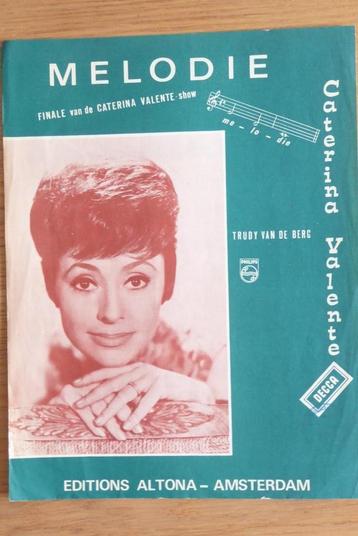 MELODIE
FINALE van de CATERINA VALENTE-show
me - lo - die
Caterina Valente
TRUDY VAN DE BERG
PHILIPS
DECCA
EDITIONS ALTONA - AMSTERDAM